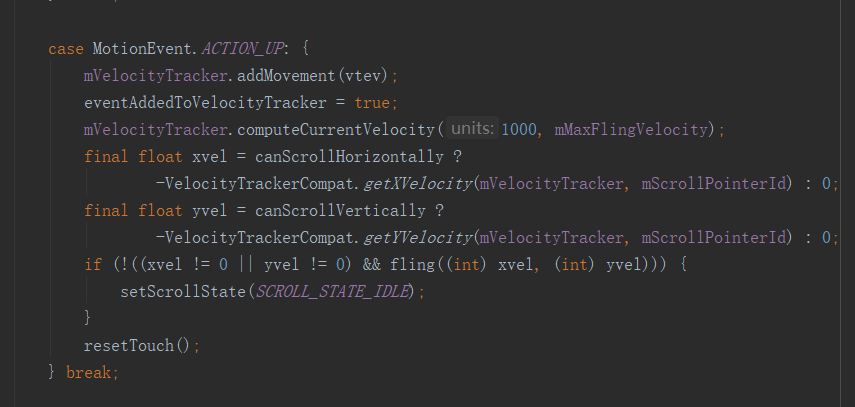 case MotionEvent.ACTION_UP: {
mVelocityTracker.addMovement(vtev);
eventAddedToVelocityTracker = true;
mVelocityTracker.computeCurrentVelocity( units: 1000, mMaxFlingVelocity);
final float xvel = canScrollHorizontally ?
-VelocityTrackerCompat.getXVelocity(mVelocityTracker, mScrollPointerId) : 0;
final float yvel = canScrollVertically ?
-VelocityTrackerCompat.getYVelocity(mVelocityTracker, mScrollPointerId) : 0;
if (!((xvel != 0 || yvel != 0) && fling((int) xvel, (int) yvel))) {
setScrollState(SCROLL_STATE_IDLE);
}
resetTouch();
} break;